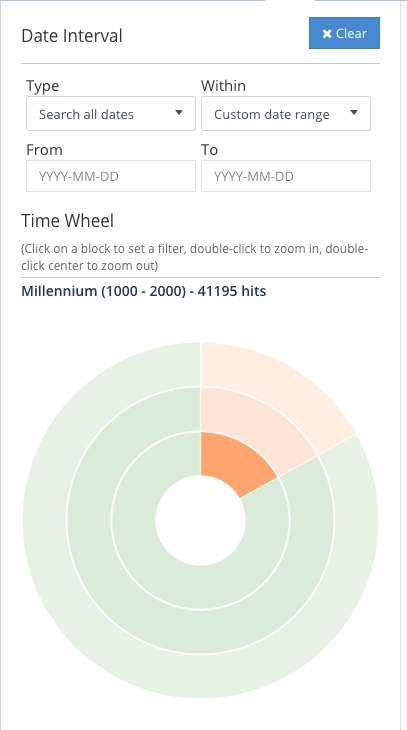 Date Interval
✖ Clear
Type
Within
Search all dates
Custom date range
From
To
YYYY-MM-DD
YYYY-MM-DD
Time Wheel
(Click on a block to set a filter, double-click to zoom in, double-
click center to zoom out)
Millennium (1000 - 2000) - 41195 hits